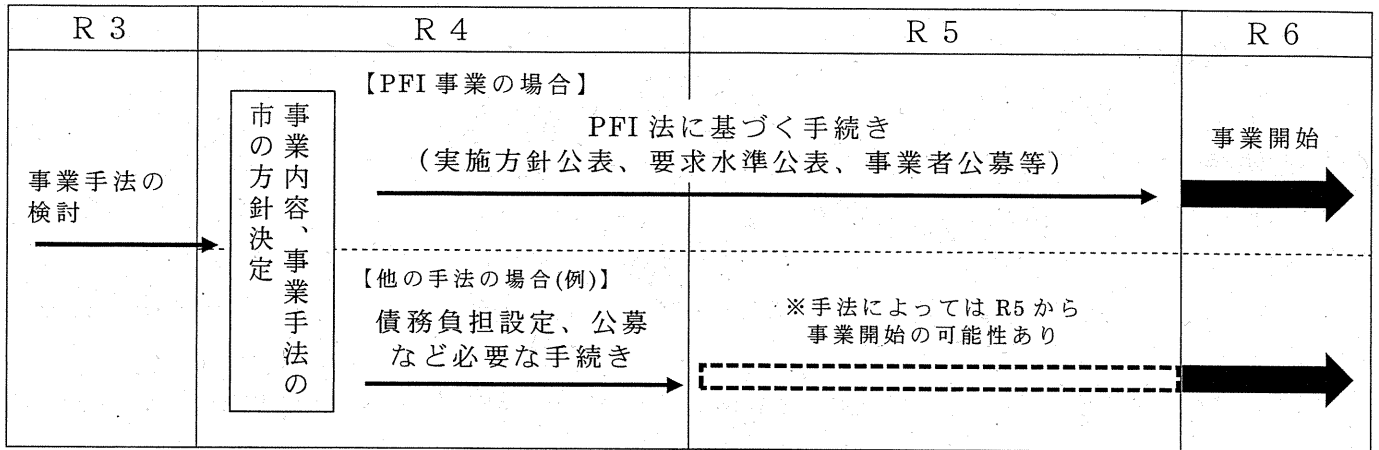 R3
R4
R5
R6
事業手法の
検討
事業内容、事業手法の
市の方針決定
【PFI 事業の場合】
PFI 法に基づく手続き
(実施方針公表、要求水準公表、事業者公募等)
事業開始
【他の手法の場合(例)】
債務負担設定、公募
など必要な手続き
※手法によっては R5 から
事業開始の可能性あり